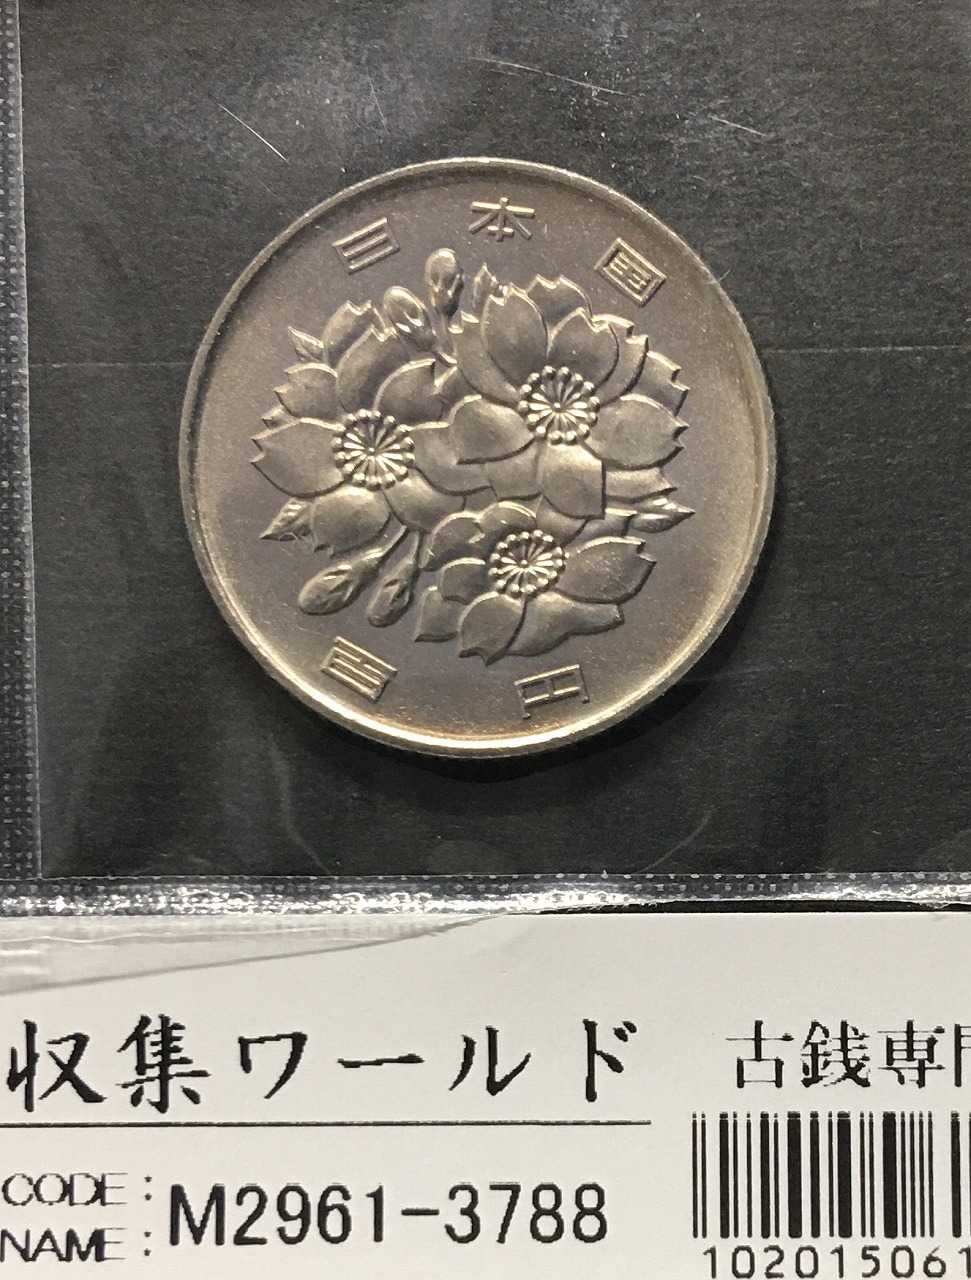 日本国
百円
収集ワールド 古銭専門
CODE: M2961-3788
NAME:
102015061